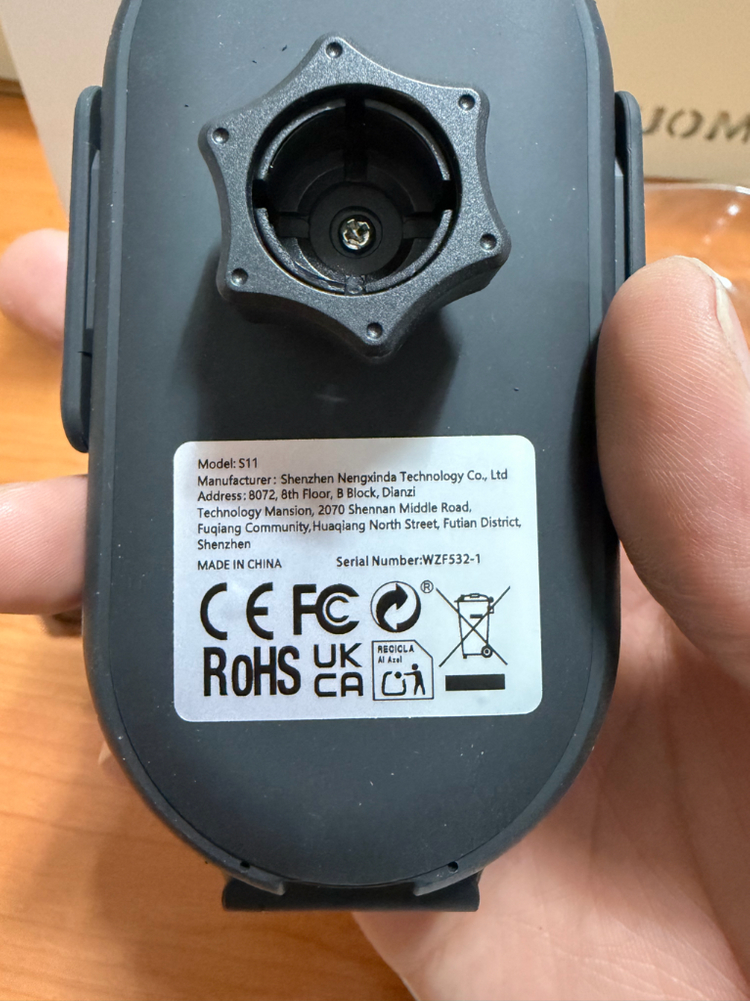 JOM
Model: S11
Manufacturer: Shenzhen Nengxinda Technology Co., Ltd
Address: 8072, 8th Floor, B Block, Dianzi
Technology Mansion, 2070 Shennan Middle Road,
Fuqiang Community, Huaqiang North Street, Futian District,
Shenzhen
MADE IN CHINA Serial Number:WZF532-1
CE FC ®
RoHS UK CA RECICLA
Al Azul